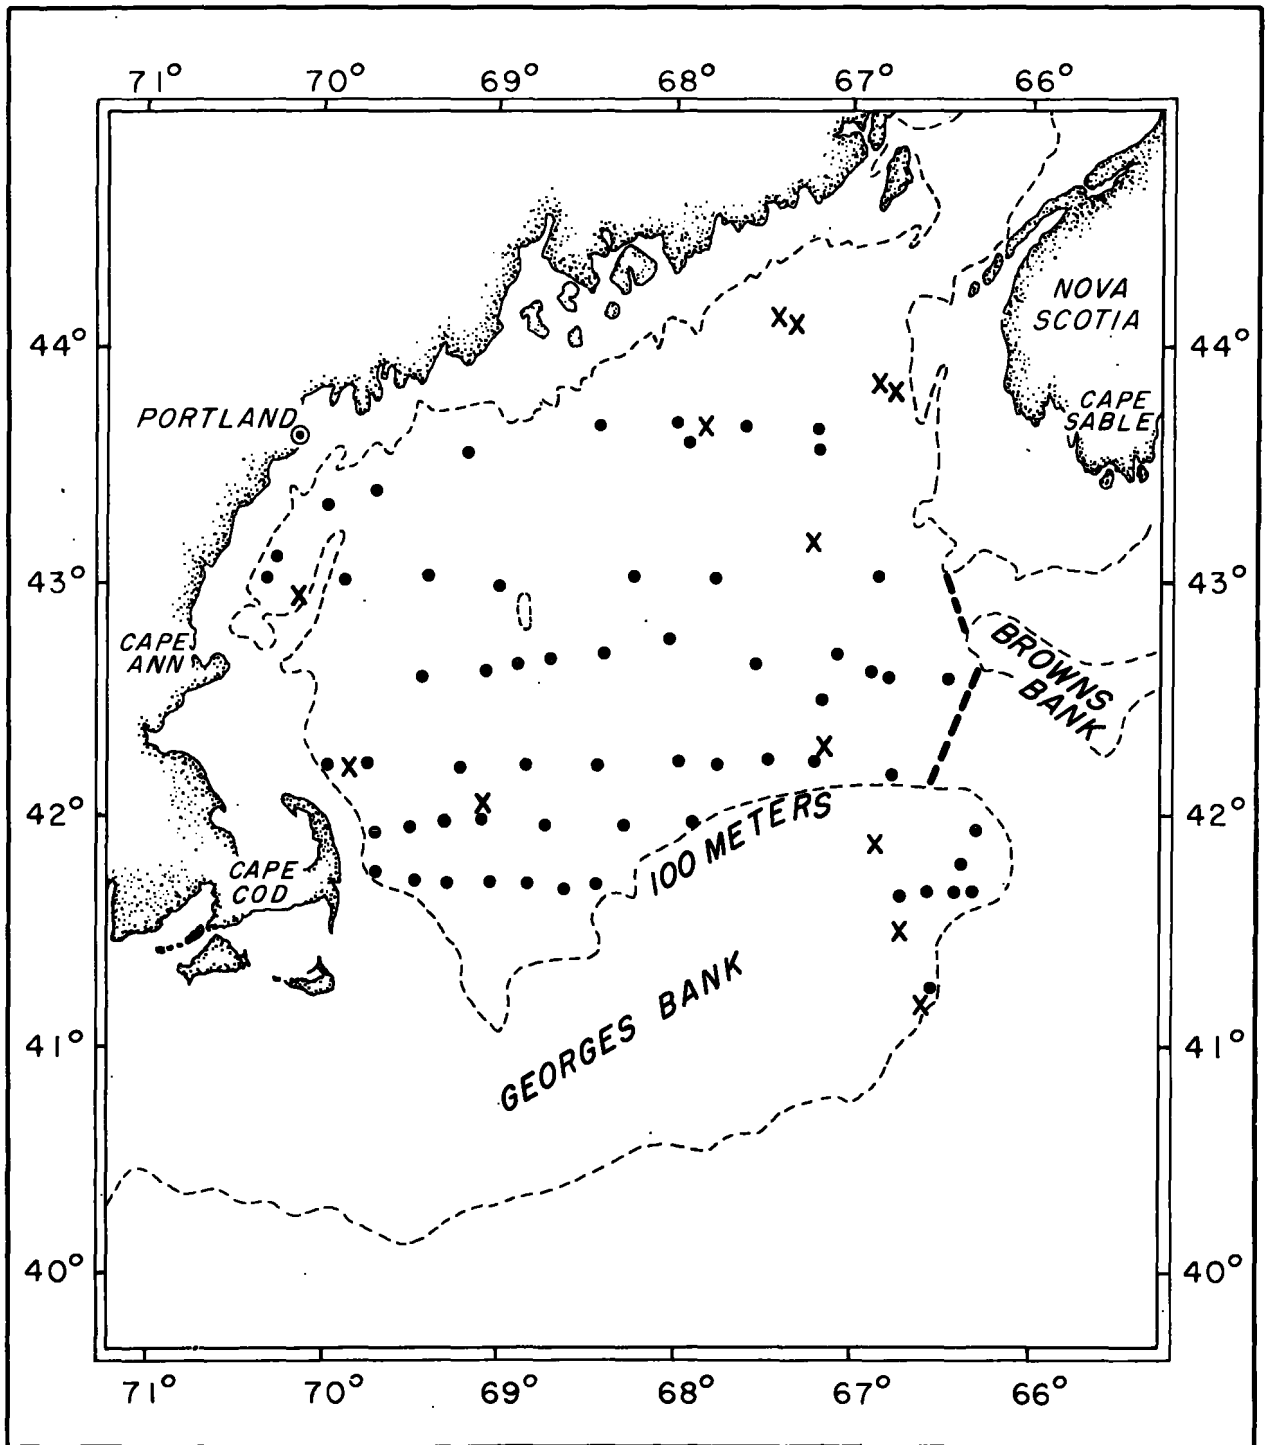 71° 70° 69° 68° 67° 66°
NOVA
SCOTIA
44° 44°
CAPE
SABLE
PORTLAND
43° 43°
CAPE
ANN
BROWNS
BANK
42° 42°
100 METERS
CAPE
COD
GEORGES BANK
41° 41°
40° 40°
71° 70° 69° 68° 67° 66°